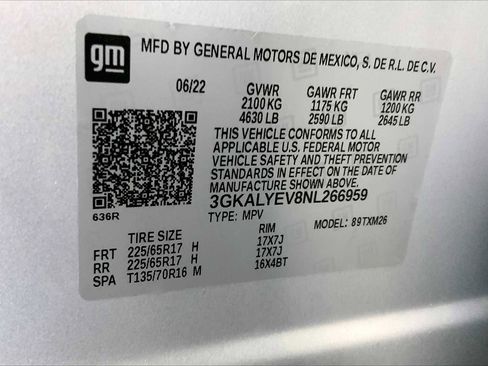 gm
MFD BY GENERAL MOTORS DE MEXICO, S. DE R.L. DE C.V.
06/22 GVWR GAWR FRT GAWR RR
2100 KG 1175 KG 1200 KG
4630 LB 2590 LB 2645 LB
THIS VEHICLE CONFORMS TO ALL
APPLICABLE U.S. FEDERAL MOTOR
VEHICLE SAFETY AND THEFT PREVENTION
STANDARDS IN EFFECT ON THE DATE OF
MANUFACTURE SHOWN ABOVE.
636R 3GKALYEV8NL266959
TYPE: MPV MODEL: 89TXM26
TIRE SIZE RIM
FRT 225/65R17 H 17X7J
RR 225/65R17 H 17X7J
SPA T135/70R16 M 16X4BT